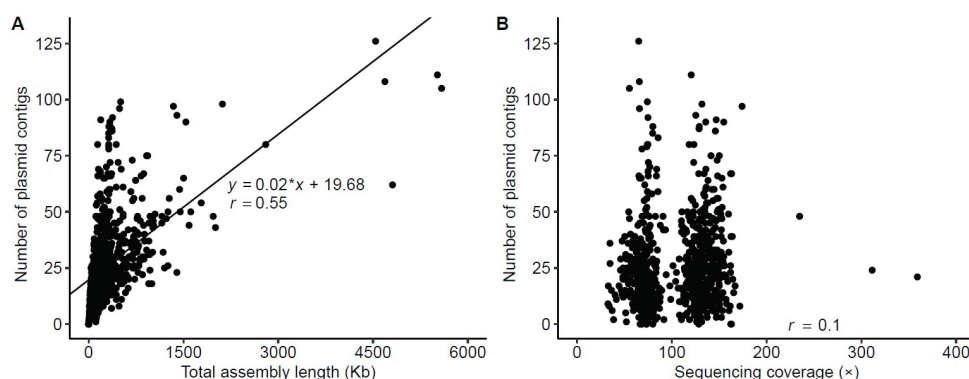 A
Number of plasmid contigs
125
100
75
50
25
0
y = 0.02*x + 19.68
r = 0.55
0 1500 3000 4500 6000
Total assembly length (Kb)
B
Number of plasmid contigs
125
100
75
50
25
0
r = 0.1
0 100 200 300 400
Sequencing coverage (×)